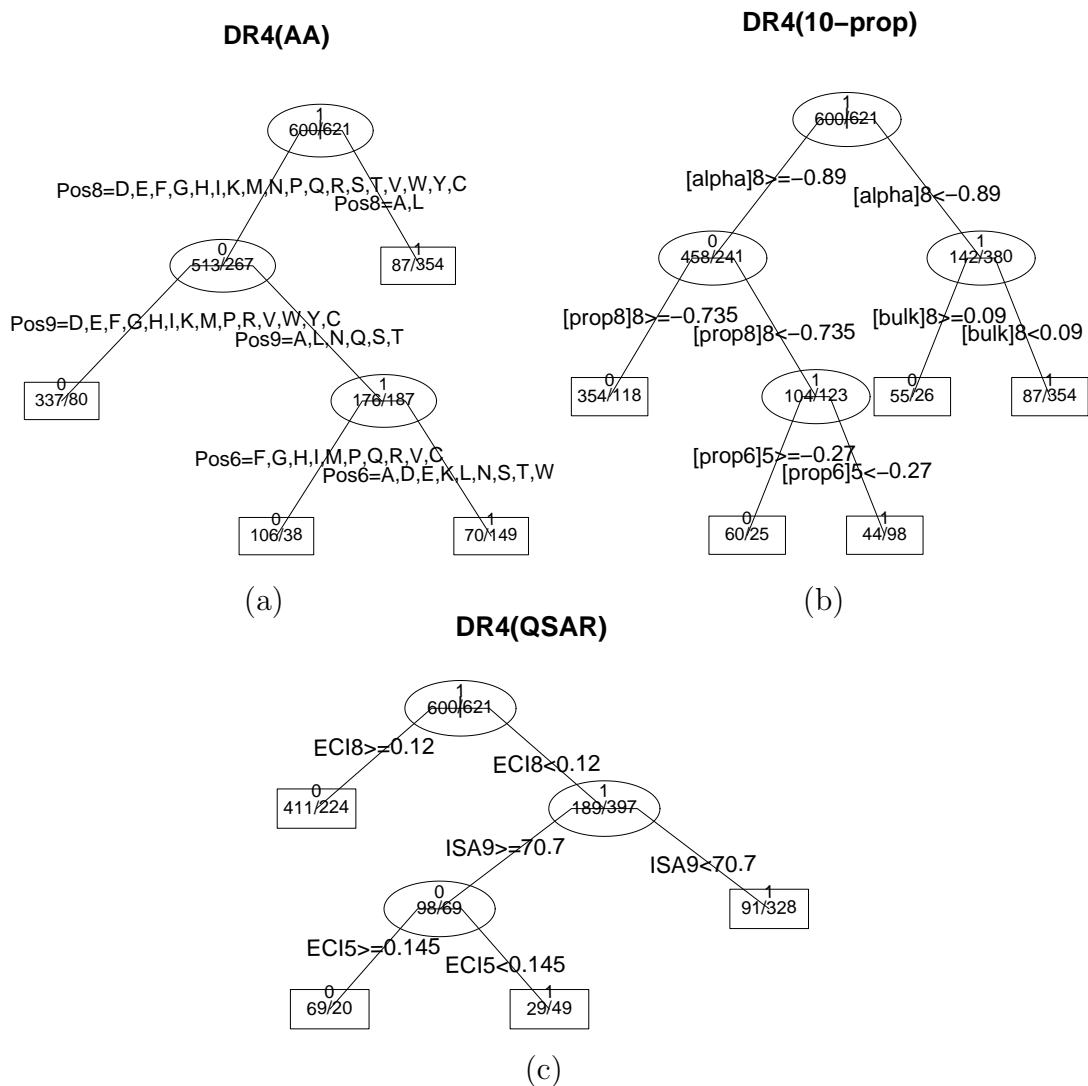 DR4(AA)
1
600/621
Pos8=D,E,F,G,H,I,K,M,N,P,Q,R,S,T,V,W,Y,C
Pos8=A,L
0
513/267
1
87/354
Pos9=D,E,F,G,H,I,K,M,P,R,V,W,Y,C
Pos9=A,L,N,Q,S,T
0
337/80
1
176/187
Pos6=F,G,H,I,M,P,Q,R,V,C
Pos6=A,D,E,K,L,N,S,T,W
0
106/38
1
70/149
(a)
DR4(10−prop)
1
600/621
[alpha]8>=−0.89
[alpha]8<−0.89
0
458/241
1
142/380
[prop8]8>=−0.735
[prop8]8<−0.735
[bulk]8>=0.09
[bulk]8<0.09
0
354/118
1
104/123
0
55/26
1
87/354
[prop6]5>=−0.27
[prop6]5<−0.27
0
60/25
1
44/98
(b)
DR4(QSAR)
1
600/621
ECI8>=0.12
ECI8<0.12
0
411/224
1
189/397
ISA9>=70.7
ISA9<70.7
0
98/69
1
91/328
ECI5>=0.145
ECI5<0.145
0
69/20
1
29/49
(c)